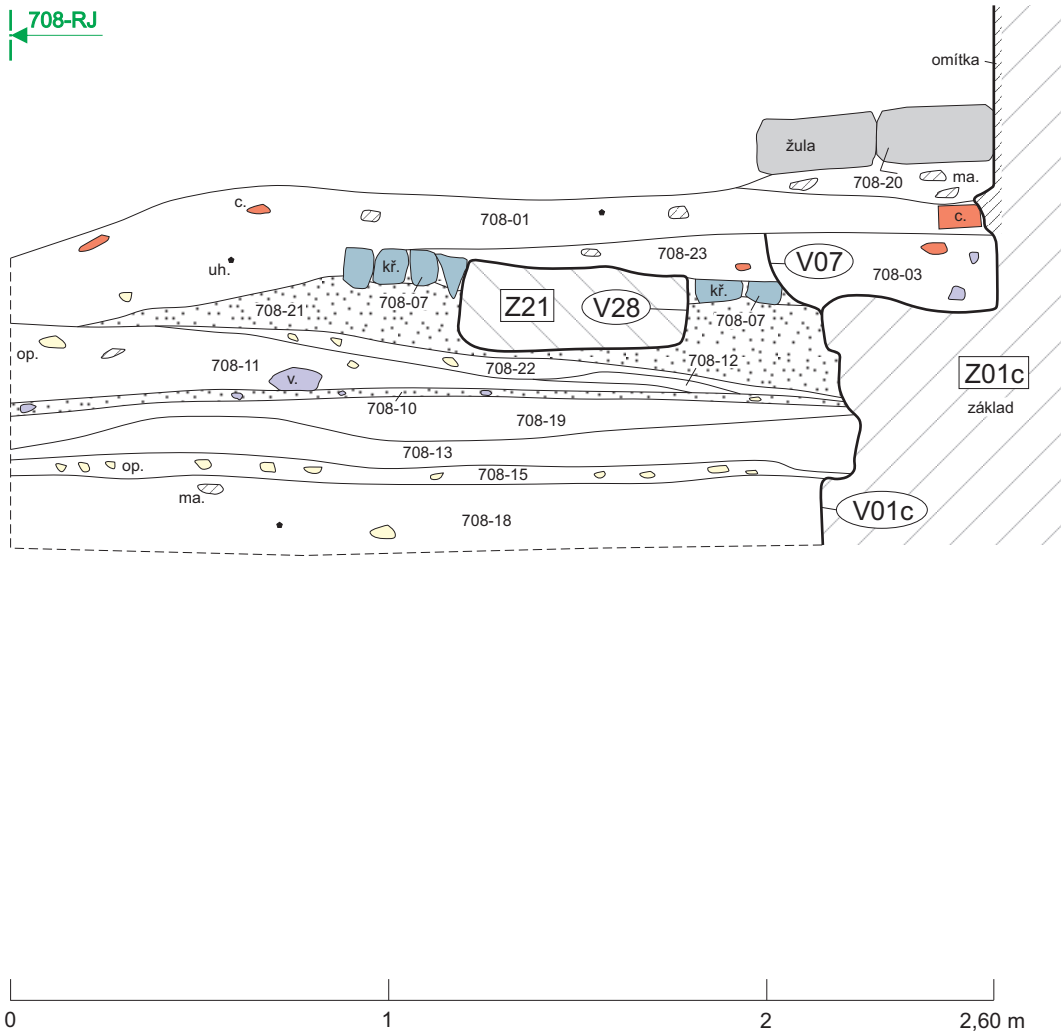 708-RJ
omítka
žula
708-20
ma.
c.
708-01
c.
uh.
kř.
708-23
V07
708-03
708-07
708-21
Z21
V28
kř.
708-07
op.
708-11
708-22
708-12
Z01c
v.
základ
708-10
708-19
708-13
op.
708-15
ma.
708-18
V01c
0
1
2
2,60 m